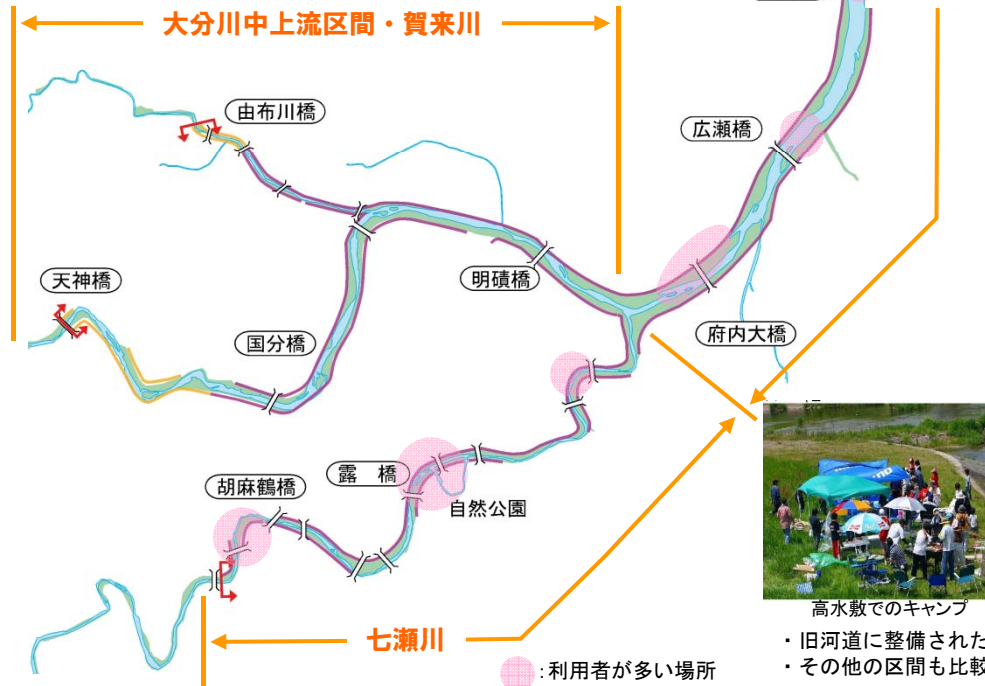 大分川中上流区間・賀来川
由布川橋
広瀬橋
天神橋
明磧橋
国分橋
府内大橋
胡麻鶴橋
露 橋
自然公園
七瀬川
:利用者が多い場所
高水敷でのキャンプ
・旧河道に整備された
・その他の区間も比較